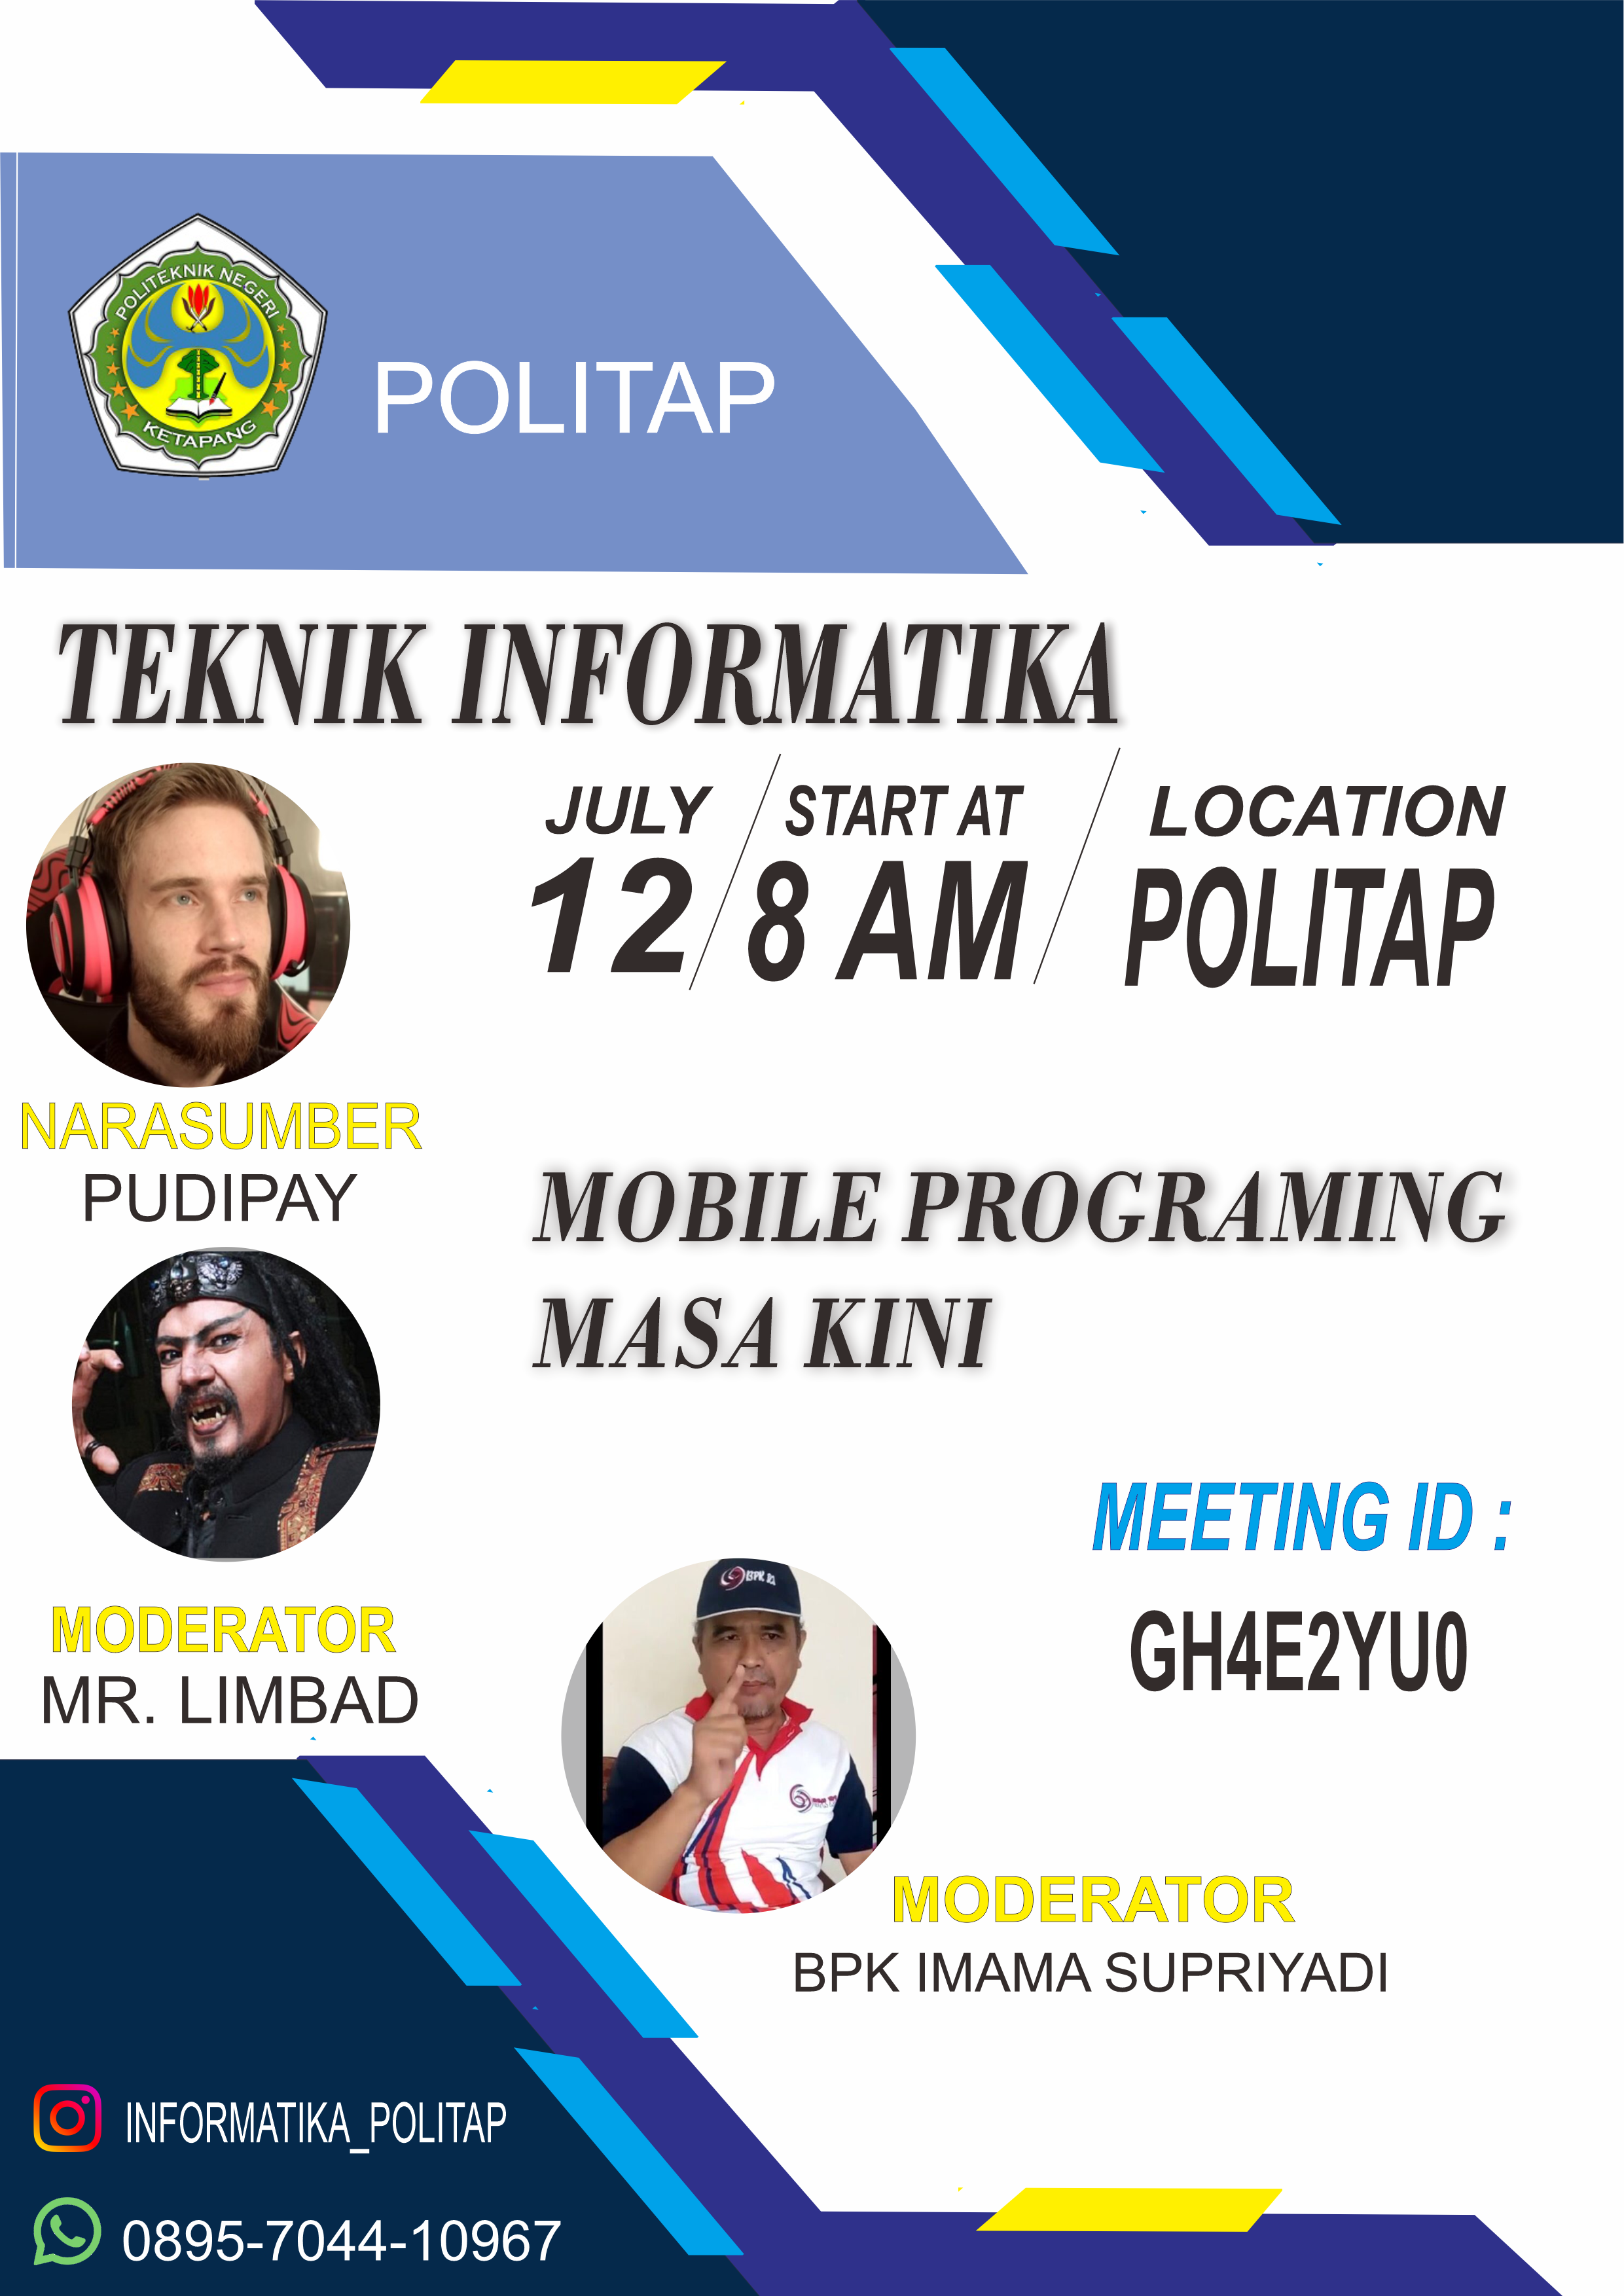 POLITEKNIK NEGERI
KETAPANG
POLITAP
TEKNIK INFORMATIKA
JULY
12
START AT
8 AM
LOCATION
POLITAP
NARASUMBER
PUDIPAY
MOBILE PROGRAMING
MASA KINI
MODERATOR
MR. LIMBAD
MEETING ID :
GH4E2YU0
MODERATOR
BPK IMAMA SUPRIYADI
INFORMATIKA_POLITAP
0895-7044-10967